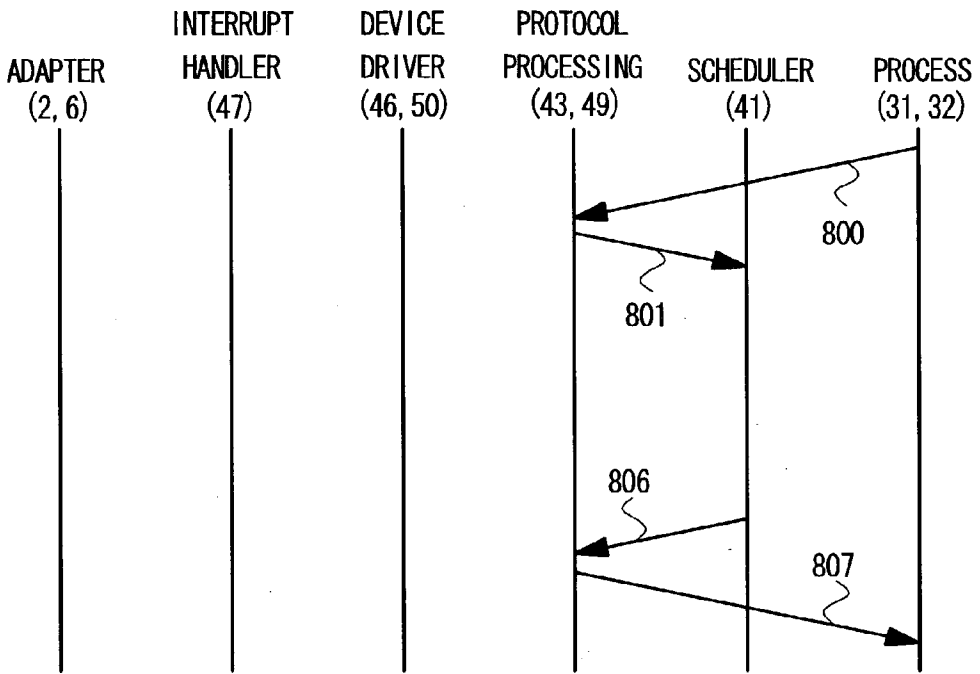 INTERRUPT DEVICE PROTOCOL
ADAPTER HANDLER DRIVER PROCESSING SCHEDULER PROCESS
(2, 6) (47) (46, 50) (43, 49) (41) (31, 32)
800
801
806
807